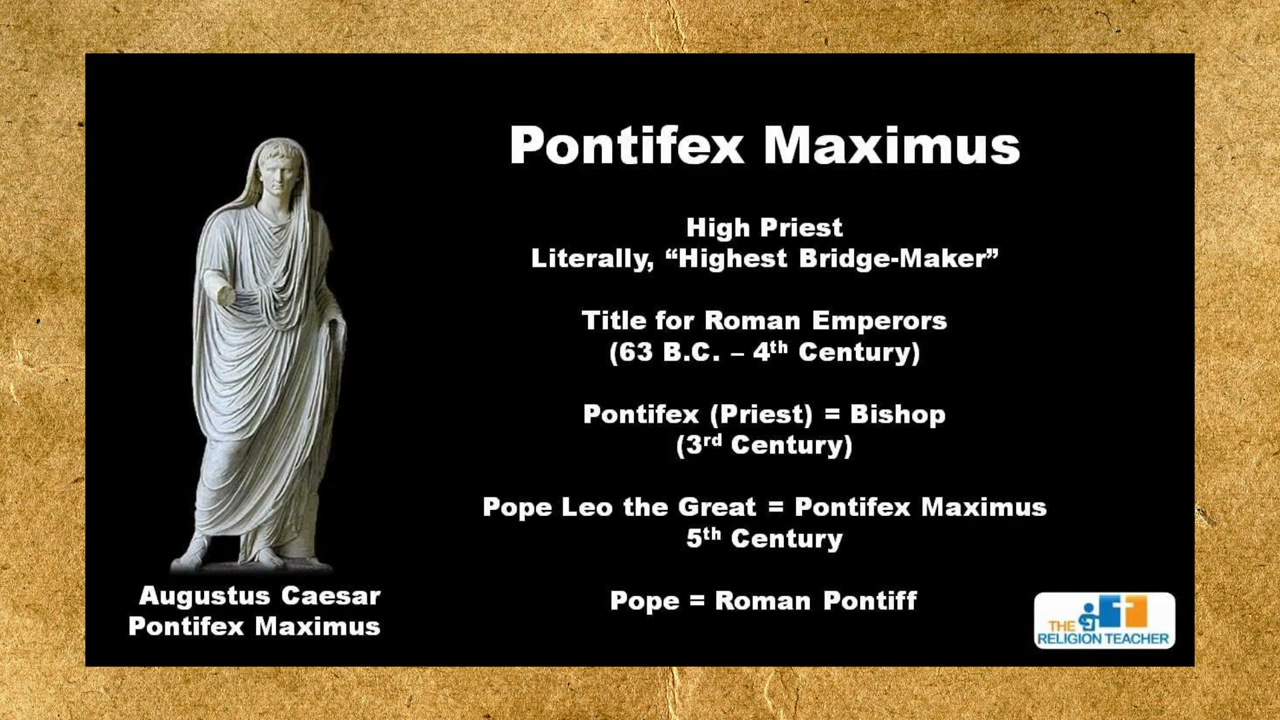 Pontifex Maximus
High Priest
Literally, “Highest Bridge-Maker”
Title for Roman Emperors
(63 B.C. – 4th Century)
Pontifex (Priest) = Bishop
(3rd Century)
Pope Leo the Great = Pontifex Maximus
5th Century
Pope = Roman Pontiff
Augustus Caesar
Pontifex Maximus
THE
RELIGION TEACHER